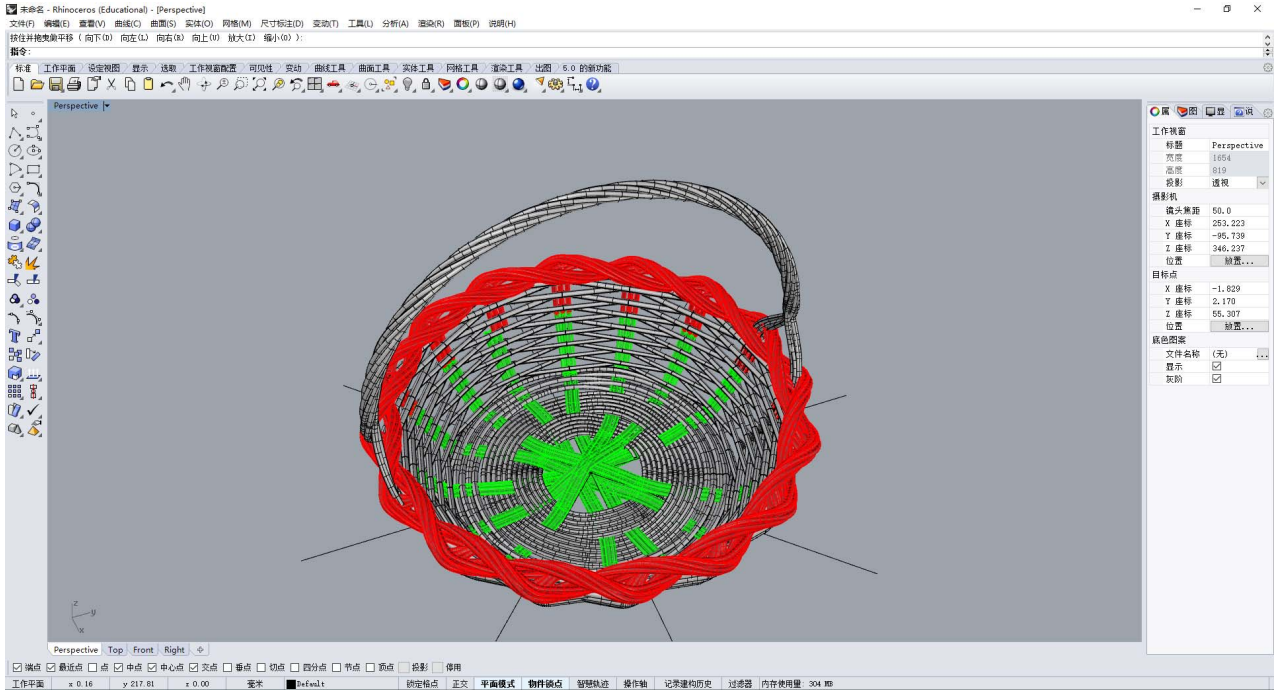 未命名 - Rhinoceros (Educational) - [Perspective]
文件(F) 编辑(E) 查看(V) 曲线(C) 曲面(S) 实体(O) 网格(M) 尺寸标注(D) 变动(T) 工具(L) 分析(A) 渲染(R) 面板(P) 说明(H)
按住并拖曳做平移 ( 向下(D) 向左(L) 向右(R) 向上(U) 放大(I) 缩小(O) ):
指令:
标准 工作平面 设定视图 显示 选取 工作视窗配置 可见性 变动 曲线工具 曲面工具 实体工具 网格工具 渲染工具 出图 5.0 的新功能
Perspective
属 图 显 说
工作视窗
标题 Perspective
宽度 1654
高度 819
投影 透视
摄影机
镜头焦距 50.0
X 座标 253.223
Y 座标 -95.739
Z 座标 346.237
位置 放置...
目标点
X 座标 -1.829
Y 座标 2.170
Z 座标 55.307
位置 放置...
底色图案
文件名称 (无) ...
显示
灰阶
z
y
x
Perspective Top Front Right
端点 最近点 点 中点 中心点 交点 垂点 切点 四分点 节点 顶点 投影 停用
工作平面 x 0.16 y 217.81 z 0.00 毫米 Default 锁定格点 正交 平面模式 物件锁点 智慧轨迹 操作轴 记录建构历史 过滤器 内存使用量: 304 MB